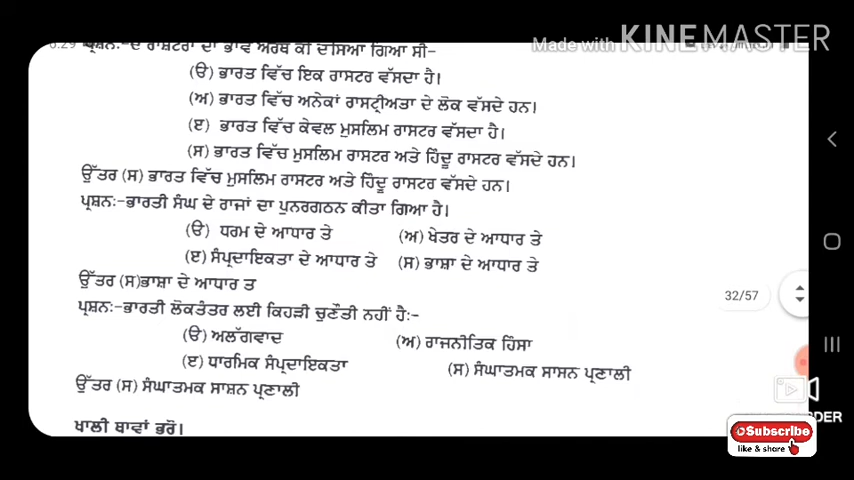 Made with KINEMASTER
ਪ੍ਰਸ਼ਨ:-ਦੋ ਰਾਸ਼ਟਰਾਂ ਦਾ ਭਾਵ ਅਰਥ ਕੀ ਦੱਸਿਆ ਗਿਆ ਸੀ-
(ੳ) ਭਾਰਤ ਵਿੱਚ ਇਕ ਰਾਸਟਰ ਵੱਸਦਾ ਹੈ।
(ਅ) ਭਾਰਤ ਵਿੱਚ ਅਨੇਕਾਂ ਰਾਸਟ੍ਰੀਅਤਾ ਦੇ ਲੋਕ ਵੱਸਦੇ ਹਨ।
(ੲ) ਭਾਰਤ ਵਿੱਚ ਕੇਵਲ ਮੁਸਲਿਮ ਰਾਸਟਰ ਵੱਸਦਾ ਹੈ।
(ਸ) ਭਾਰਤ ਵਿੱਚ ਮੁਸਲਿਮ ਰਾਸਟਰ ਅਤੇ ਹਿੰਦੂ ਰਾਸਟਰ ਵੱਸਦੇ ਹਨ।
ਉੱਤਰ (ਸ) ਭਾਰਤ ਵਿੱਚ ਮੁਸਲਿਮ ਰਾਸਟਰ ਅਤੇ ਹਿੰਦੂ ਰਾਸਟਰ ਵੱਸਦੇ ਹਨ।
ਪ੍ਰਸ਼ਨ:-ਭਾਰਤੀ ਸੰਘ ਦੇ ਰਾਜਾਂ ਦਾ ਪੁਨਰਗਠਨ ਕੀਤਾ ਗਿਆ ਹੈ।
(ੳ) ਧਰਮ ਦੇ ਆਧਾਰ ਤੇ (ਅ) ਖੇਤਰ ਦੇ ਆਧਾਰ ਤੇ
(ੲ) ਸੰਪ੍ਰਦਾਇਕਤਾ ਦੇ ਆਧਾਰ ਤੇ (ਸ) ਭਾਸ਼ਾ ਦੇ ਆਧਾਰ ਤੇ
ਉੱਤਰ (ਸ)ਭਾਸ਼ਾ ਦੇ ਆਧਾਰ ਤ
32/57
ਪ੍ਰਸ਼ਨ:-ਭਾਰਤੀ ਲੋਕਤੰਤਰ ਲਈ ਕਿਹੜੀ ਚੁਣੌਤੀ ਨਹੀਂ ਹੈ:-
(ੳ) ਅਲੱਗਵਾਦ (ਅ) ਰਾਜਨੀਤਿਕ ਹਿੰਸਾ
(ੲ) ਧਾਰਮਿਕ ਸੰਪ੍ਰਦਾਇਕਤਾ (ਸ) ਸੰਘਾਤਮਕ ਸਾਸਨ ਪ੍ਰਣਾਲੀ
ਉੱਤਰ (ਸ) ਸੰਘਾਤਮਕ ਸਾਸ਼ਨ ਪ੍ਰਣਾਲੀ
ਖਾਲੀ ਥਾਵਾਂ ਭਰੋ।
Subscribe
like & share